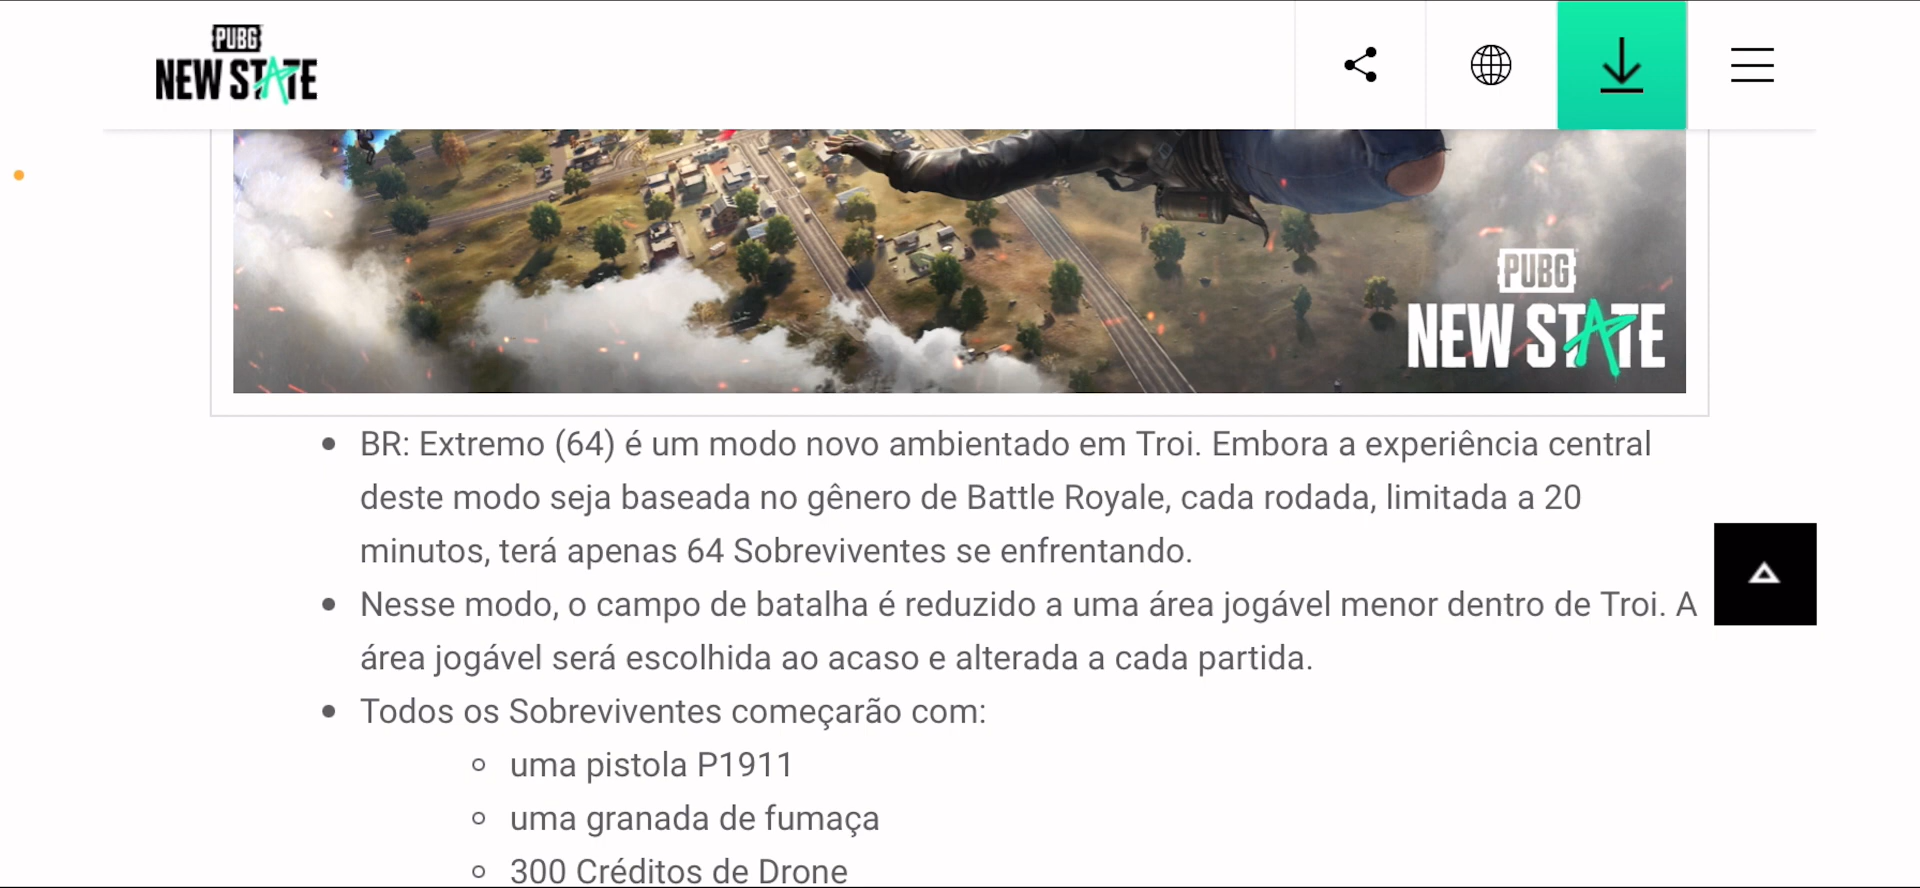 PUBG
NEW STATE
PUBG
NEW STATE
BR: Extremo (64) é um modo novo ambientado em Troi. Embora a experiência central
deste modo seja baseada no gênero de Battle Royale, cada rodada, limitada a 20
minutos, terá apenas 64 Sobreviventes se enfrentando.
Nesse modo, o campo de batalha é reduzido a uma área jogável menor dentro de Troi. A
área jogável será escolhida ao acaso e alterada a cada partida.
Todos os Sobreviventes começarão com:
uma pistola P1911
uma granada de fumaça
300 Créditos de Drone